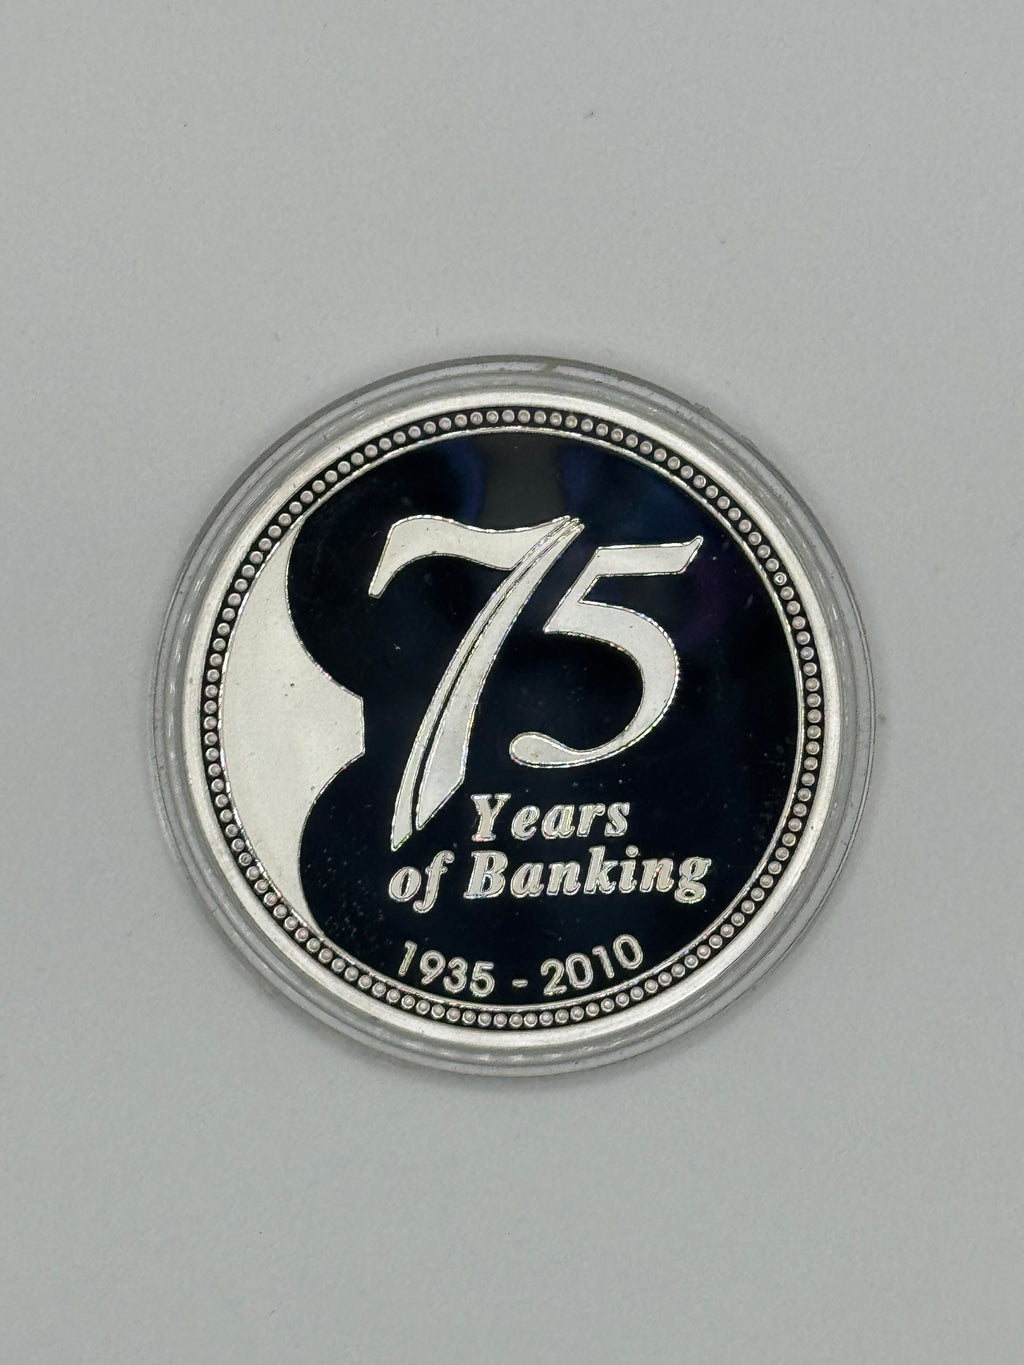 75
Years
of Banking
1935 - 2010